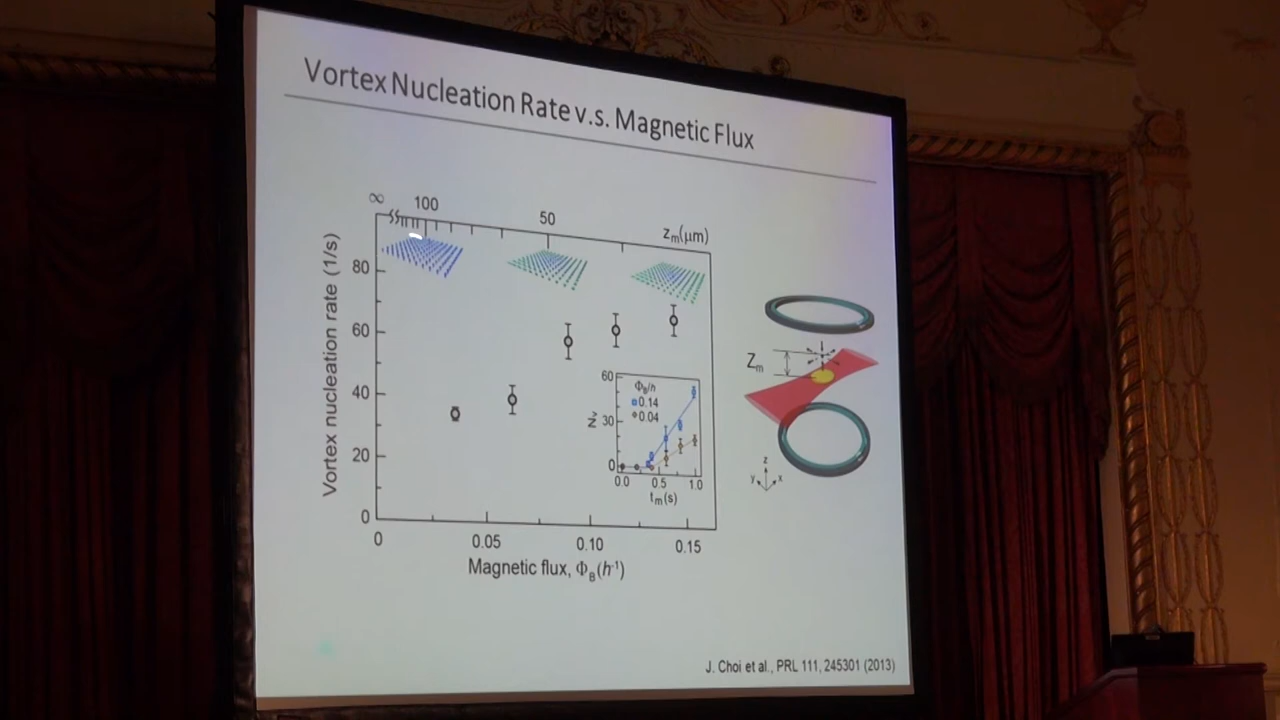 Vortex Nucleation Rate v.s. Magnetic Flux
∞ 100 50 z_m(μm)
Vortex nucleation rate (1/s)
80
60
40
20
0
0 0.05 0.10 0.15
Magnetic flux, Φ_B(h⁻¹)
60
30
0
N_v
Φ_B/h
0.14
0.04
0.0 0.5 1.0
t_m(s)
Z_m
z
y x
J. Choi et al., PRL 111, 245301 (2013)